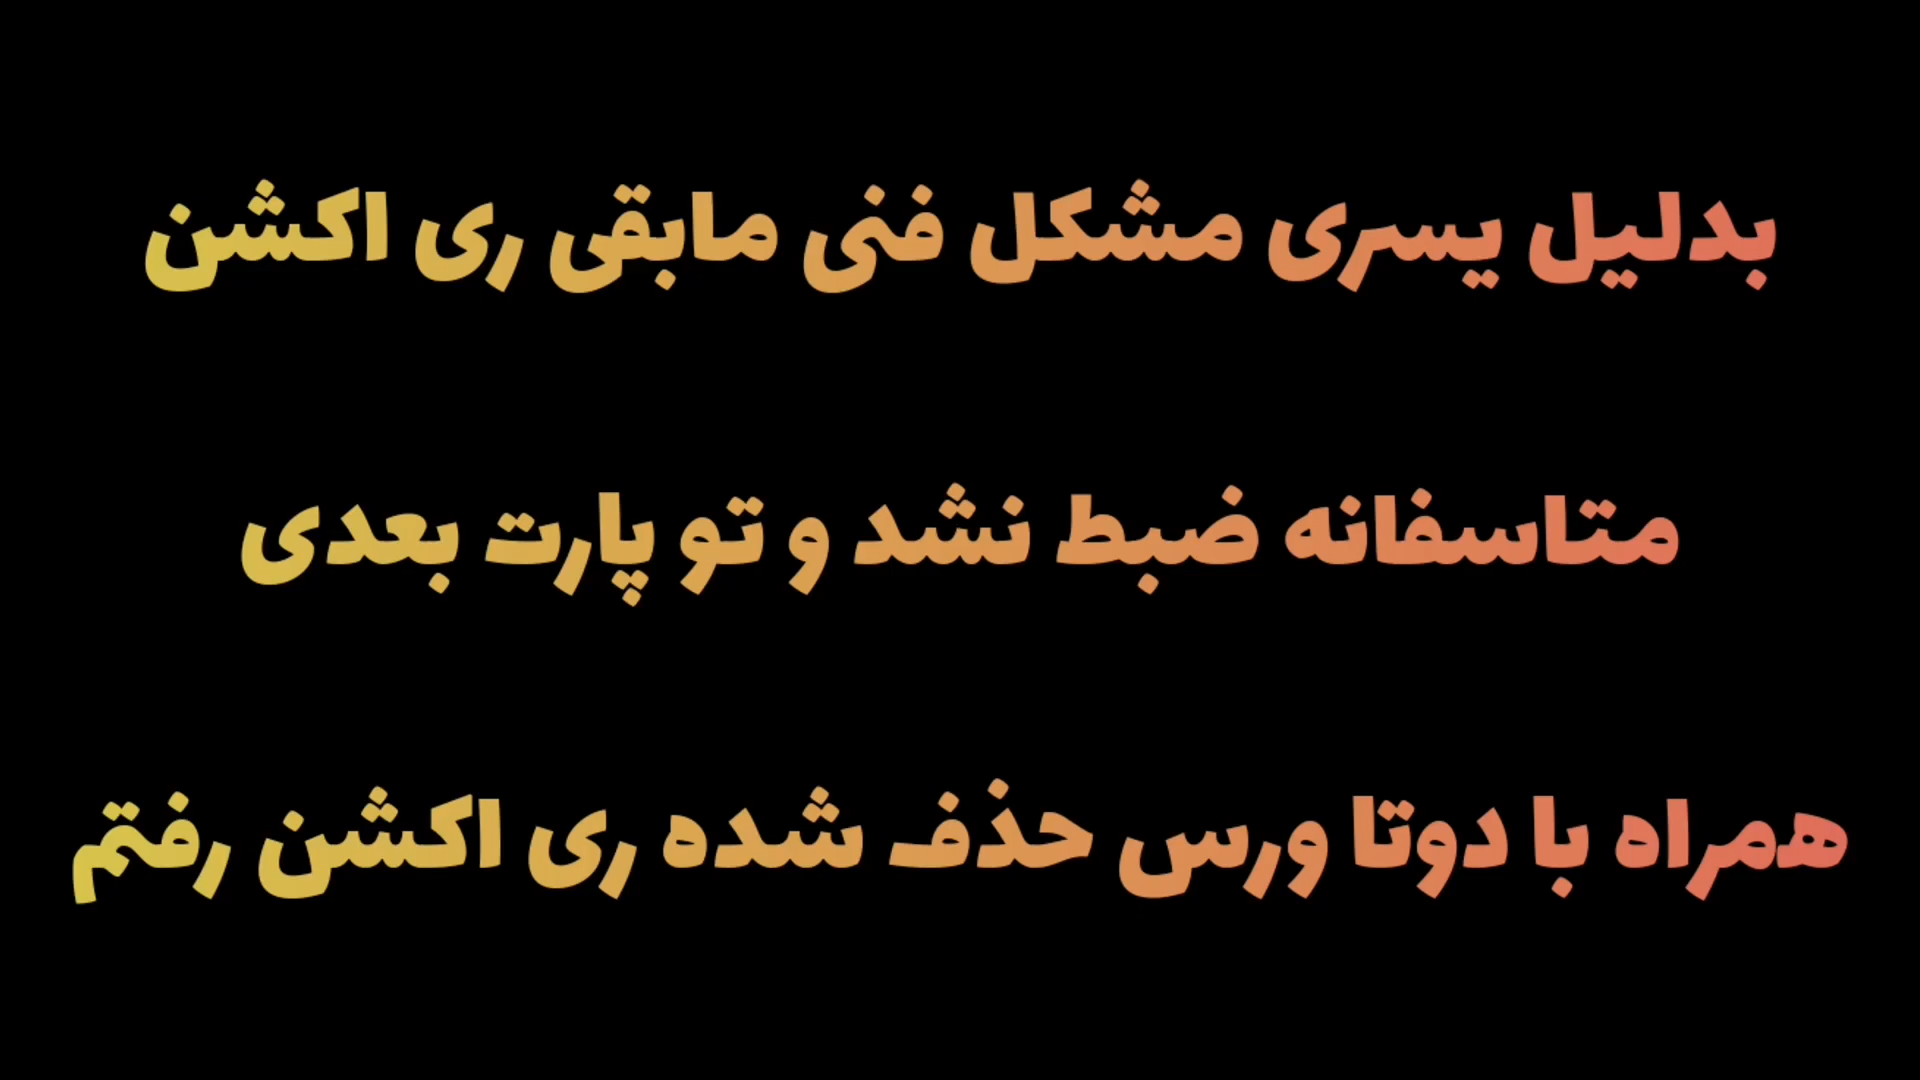 بدلیل یسری مشکل فنی مابقی ری اکشن
متاسفانه ضبط نشد و تو پارت بعدی
همراه با دوتا ورس حذف شده ری اکشن رفتم